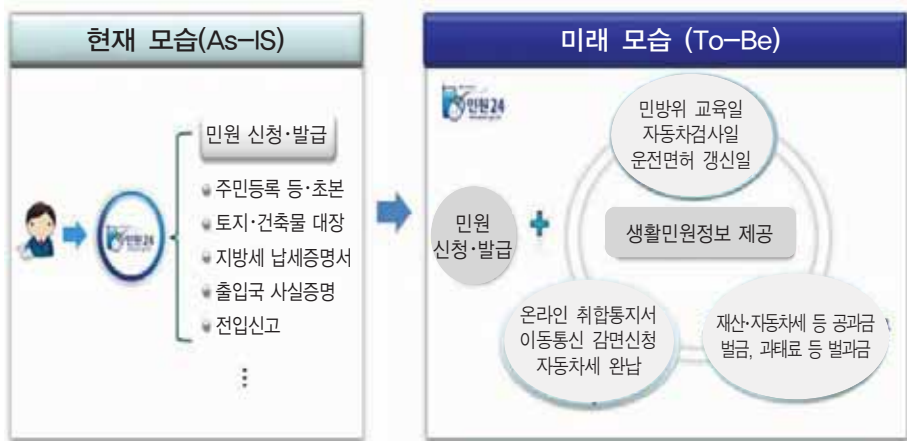 현재 모습(As-IS)
민원24
민원 신청·발급
주민등록 등·초본
토지·건축물 대장
지방세 납세증명서
출입국 사실증명
전입신고
⋮
미래 모습 (To-Be)
민원24
민원
신청·발급
+
민방위 교육일
자동차검사일
운전면허 갱신일
생활민원정보 제공
온라인 취합통지서
이동통신 감면신청
자동차세 완납
재산·자동차세 등 공과금
벌금, 과태료 등 벌과금